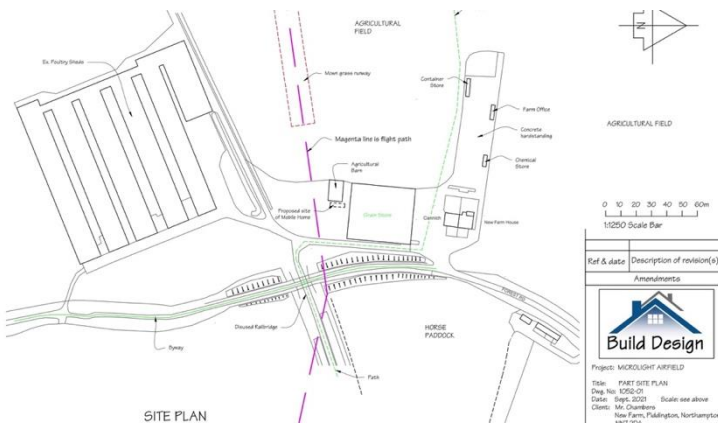 AGRICULTURAL
FIELD
Ex. Poultry Sheds
Mown grass runway
Container
Store
Farm Office
Concrete
hardstanding
AGRICULTURAL FIELD
Magenta line is flight path
Chemical
Store
Agricultural
Barn
Proposed site
of Mobile Home
Grain Store
New Farm House
N
0 10 20 30 40 50 60m
1:1250 Scale Bar
Ref & date Description of revision(s)
Amendments
FOREST RD
Disused Railbridge
HORSE
PADDOCK
Byway
Path
SITE PLAN
Build Design
Project: MICROLIGHT AIRFIELD
Title: PART SITE PLAN
Dwg. No: 1052-01
Date: Sept. 2021 Scale: see above
Client: Mr. Chambers
New Farm, Piddington, Northampton